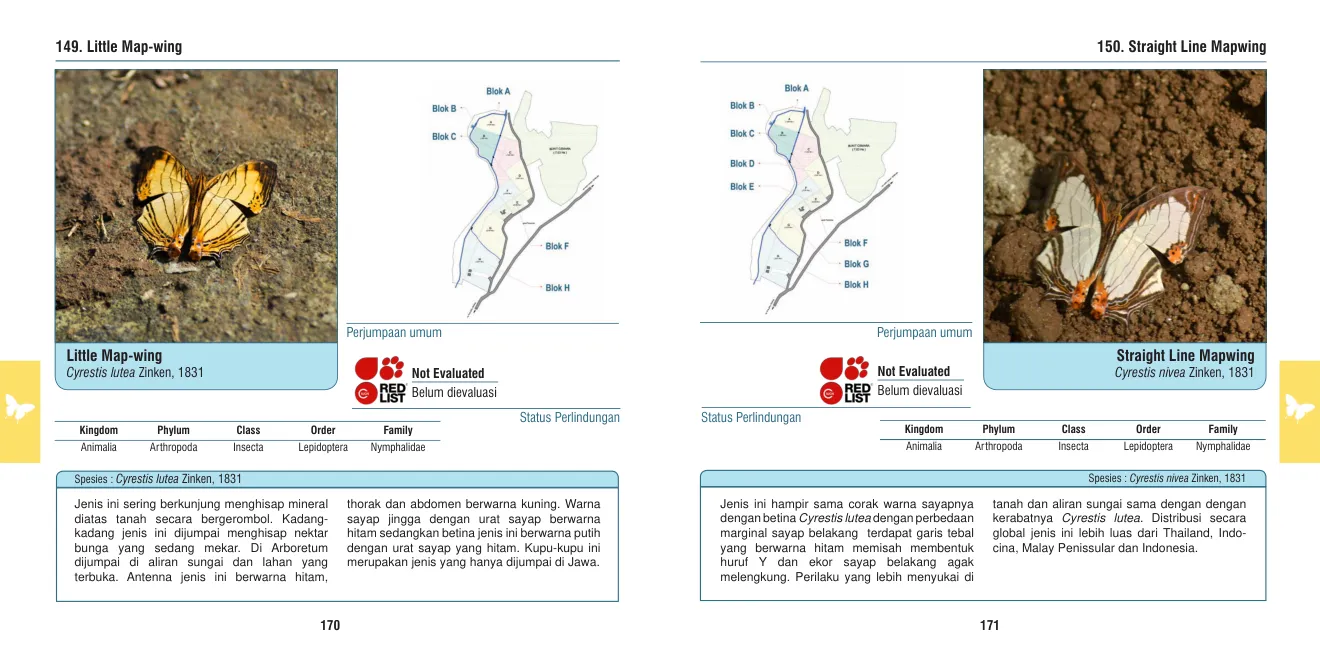 149. Little Map-wing
Blok A
Blok B
Blok C
Blok F
Blok H
Perjumpaan umum
Little Map-wing
Cyrestis lutea Zinken, 1831
RED
LIST
Not Evaluated
Belum dievaluasi
Status Perlindungan
Kingdom Phylum Class Order Family
Animalia Arthropoda Insecta Lepidoptera Nymphalidae
Spesies : Cyrestis lutea Zinken, 1831
Jenis ini sering berkunjung menghisap mineral
diatas tanah secara bergerombol. Kadang-
kadang jenis ini dijumpai menghisap nektar
bunga yang sedang mekar. Di Arboretum
dijumpai di aliran sungai dan lahan yang
terbuka. Antenna jenis ini berwarna hitam,
thorak dan abdomen berwarna kuning. Warna
sayap jingga dengan urat sayap berwarna
hitam sedangkan betina jenis ini berwarna putih
dengan urat sayap yang hitam. Kupu-kupu ini
merupakan jenis yang hanya dijumpai di Jawa.
170
150. Straight Line Mapwing
Blok A
Blok B
Blok C
Blok D
Blok E
Blok F
Blok G
Blok H
Perjumpaan umum
Straight Line Mapwing
Cyrestis nivea Zinken, 1831
RED
LIST
Not Evaluated
Belum dievaluasi
Status Perlindungan
Kingdom Phylum Class Order Family
Animalia Arthropoda Insecta Lepidoptera Nymphalidae
Spesies : Cyrestis nivea Zinken, 1831
Jenis ini hampir sama corak warna sayapnya
dengan betina Cyrestis lutea dengan perbedaan
marginal sayap belakang terdapat garis tebal
yang berwarna hitam memisah membentuk
huruf Y dan ekor sayap belakang agak
melengkung. Perilaku yang lebih menyukai di
tanah dan aliran sungai sama dengan dengan
kerabatnya Cyrestis lutea. Distribusi secara
global jenis ini lebih luas dari Thailand, Indo-
cina, Malay Penissular dan Indonesia.
171